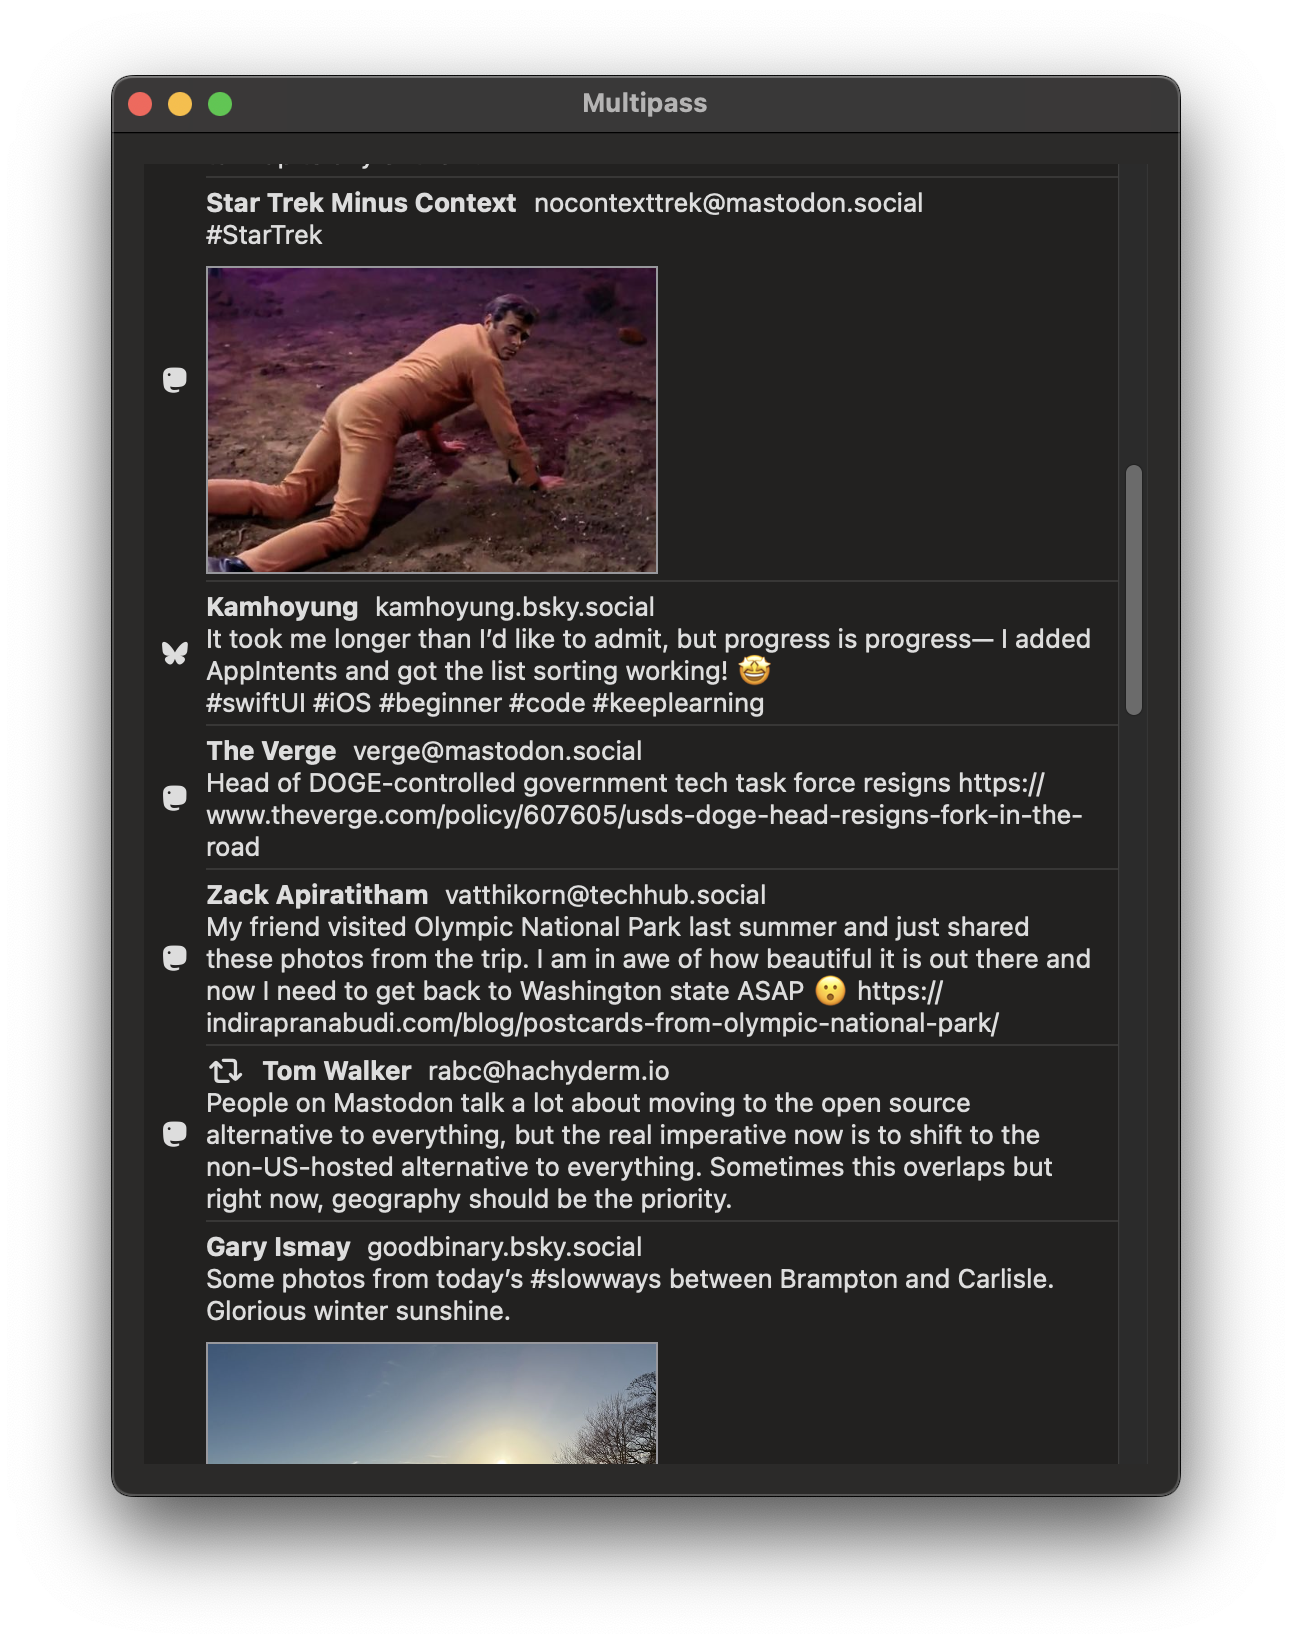 Multipass
Star Trek Minus Context nocontexttrek@mastodon.social
#StarTrek
Kamhoyung kamhoyung.bsky.social
It took me longer than I’d like to admit, but progress is progress— I added
AppIntents and got the list sorting working! 🤩
#swiftUI #iOS #beginner #code #keeplearning
The Verge verge@mastodon.social
Head of DOGE-controlled government tech task force resigns https://
www.theverge.com/policy/607605/usds-doge-head-resigns-fork-in-the-
road
Zack Apiratitham vatthikorn@techhub.social
My friend visited Olympic National Park last summer and just shared
these photos from the trip. I am in awe of how beautiful it is out there and
now I need to get back to Washington state ASAP 😮 https://
indirapranabudi.com/blog/postcards-from-olympic-national-park/
Tom Walker rabc@hachyderm.io
People on Mastodon talk a lot about moving to the open source
alternative to everything, but the real imperative now is to shift to the
non-US-hosted alternative to everything. Sometimes this overlaps but
right now, geography should be the priority.
Gary Ismay goodbinary.bsky.social
Some photos from today’s #slowways between Brampton and Carlisle.
Glorious winter sunshine.